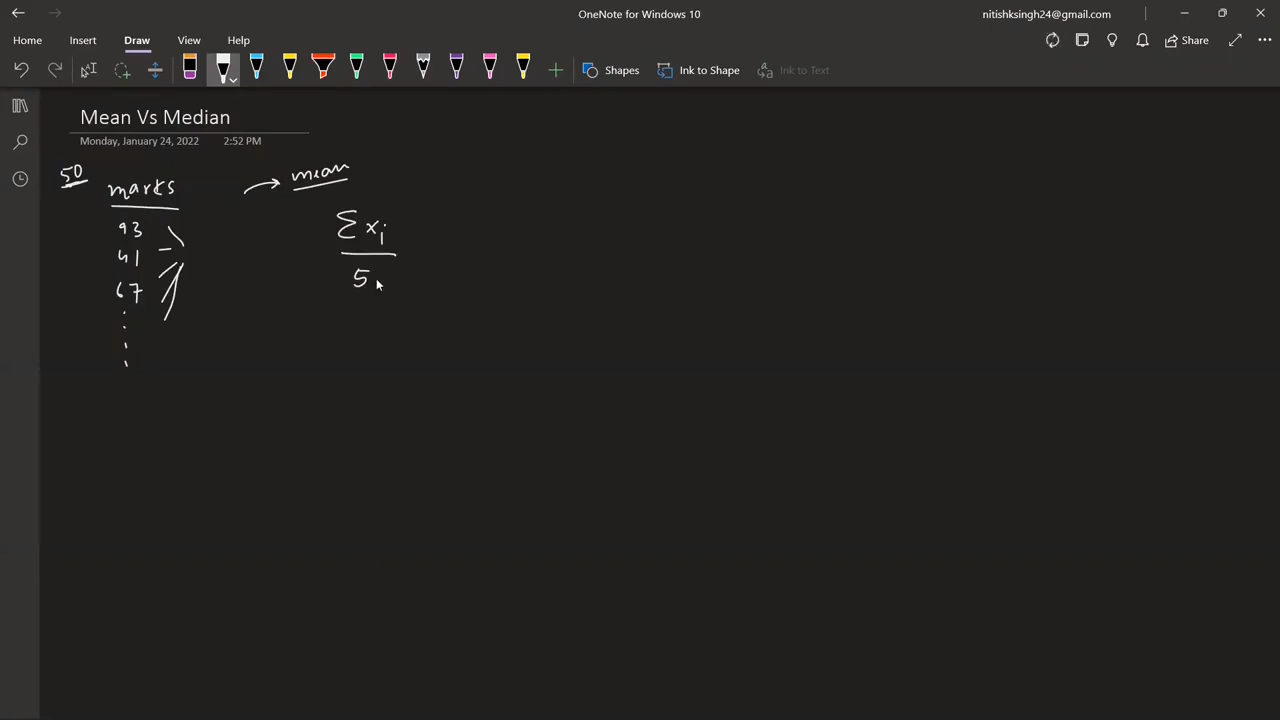 OneNote for Windows 10
nitishksingh24@gmail.com
Home Insert Draw View Help
Share
Shapes Ink to Shape Ink to Text
Mean Vs Median
Monday, January 24, 2022 2:52 PM
50
marks
mean
93
41
67
Σ xi
5